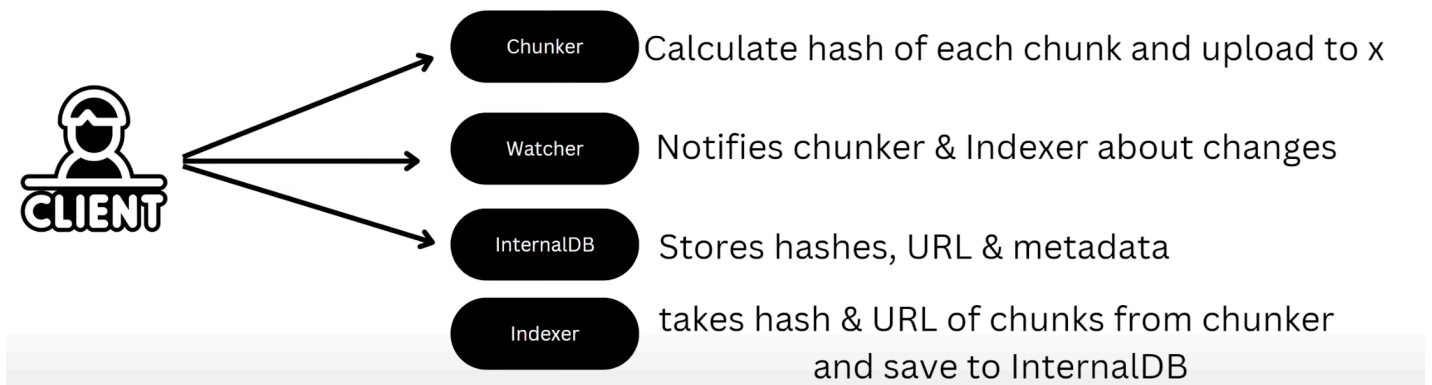 Chunker
Calculate hash of each chunk and upload to x
Watcher
Notifies chunker & Indexer about changes
CLIENT
InternalDB
Stores hashes, URL & metadata
Indexer
takes hash & URL of chunks from chunker
and save to InternalDB